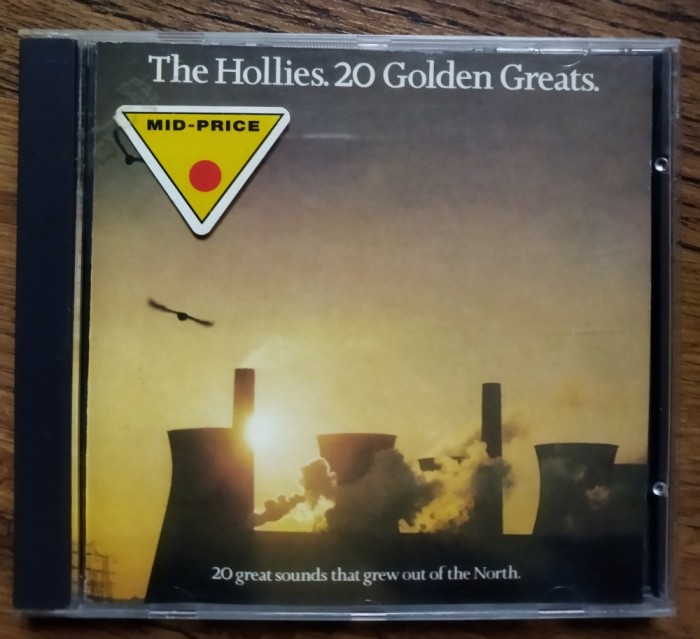 The Hollies. 20 Golden Greats.
MID-PRICE
20 great sounds that grew out of the North.